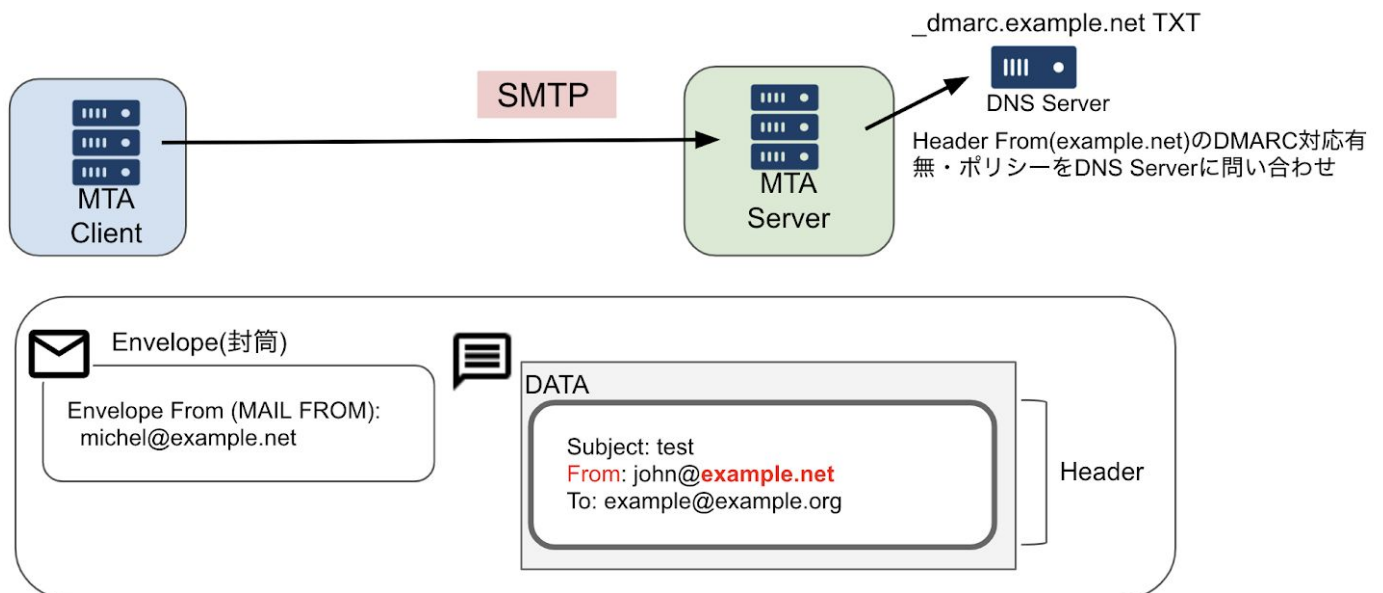 _dmarc.example.net TXT
SMTP
DNS Server
MTA
Client
MTA
Server
Header From(example.net)のDMARC対応有
無・ポリシーをDNS Serverに問い合わせ
Envelope(封筒)
Envelope From (MAIL FROM):
michel@example.net
DATA
Subject: test
From: john@example.net
To: example@example.org
Header